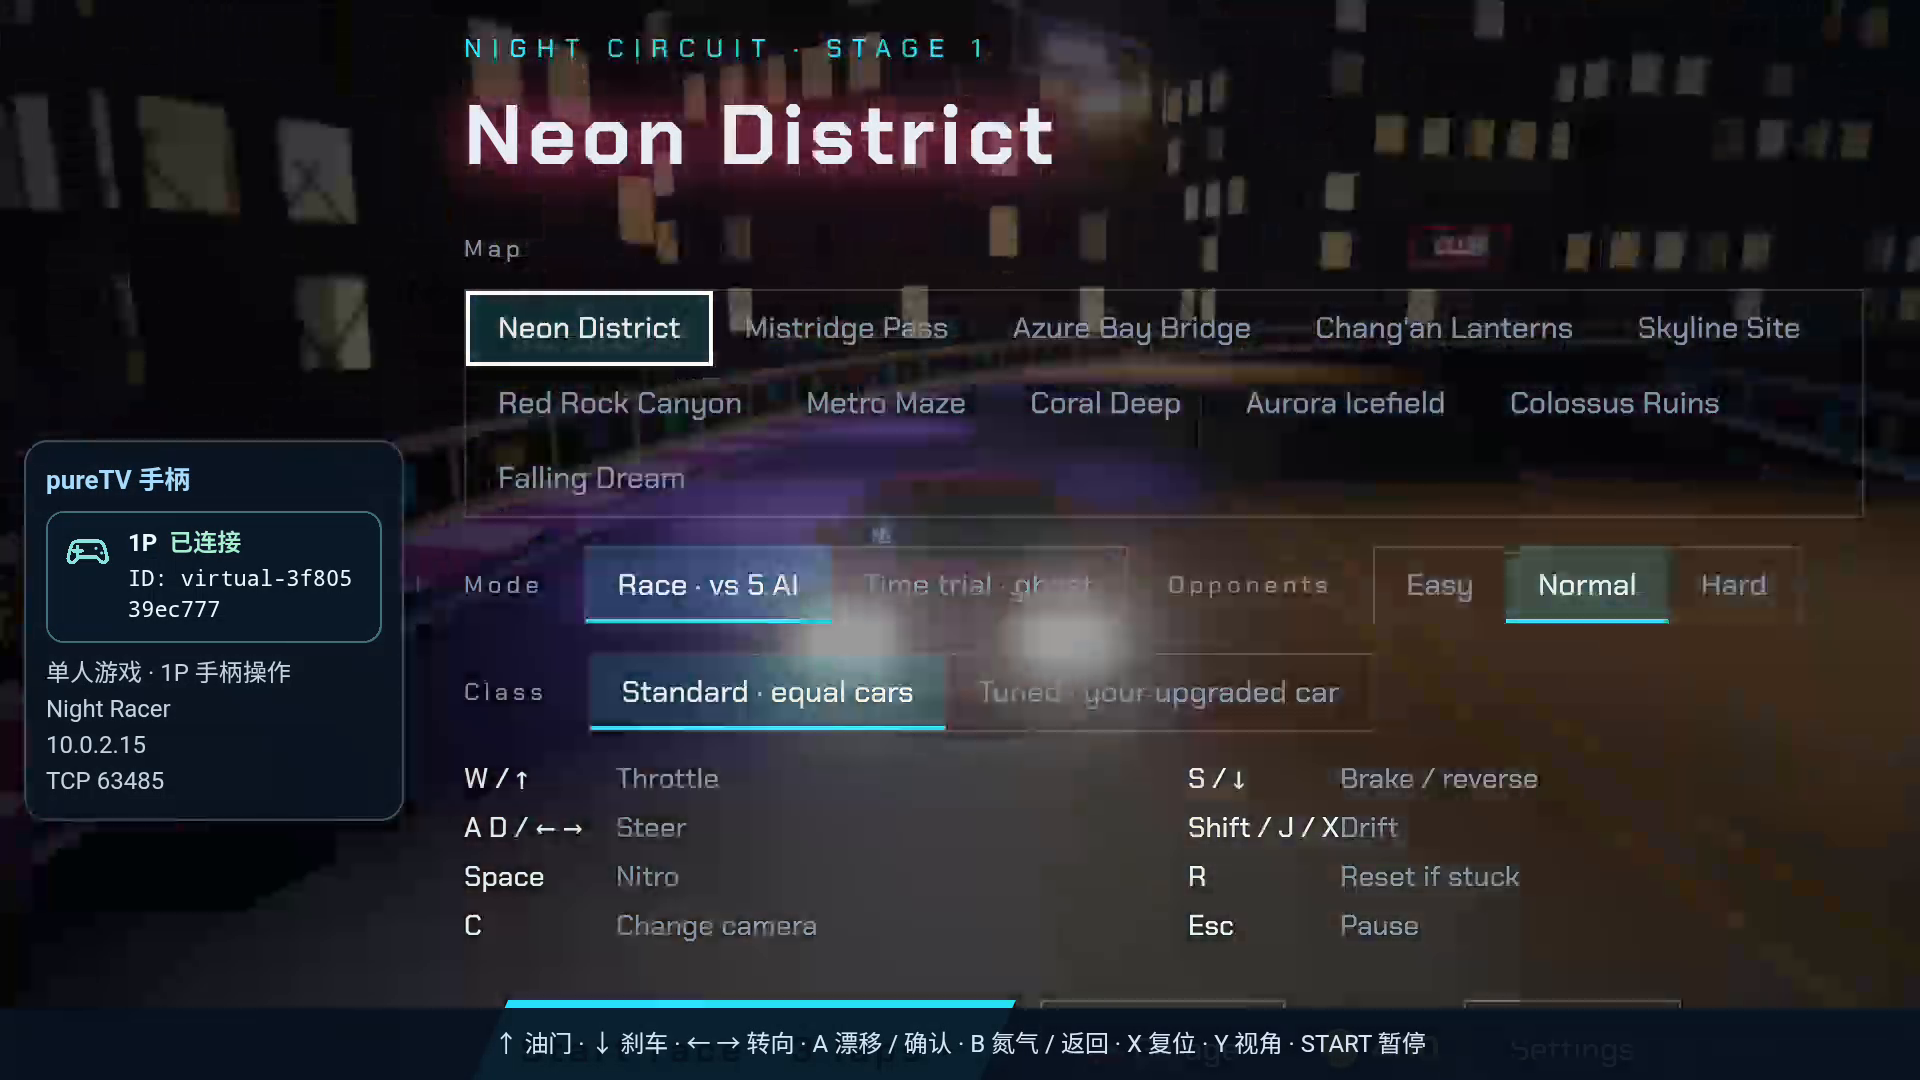 NIGHT CIRCUIT · STAGE 1
Neon District
Map
Neon District
Mistridge Pass
Azure Bay Bridge
Chang'an Lanterns
Skyline Site
Red Rock Canyon
Metro Maze
Coral Deep
Aurora Icefield
Colossus Ruins
Falling Dream
pureTV 手柄
1P 已连接
ID: virtual-3f805
39ec777
单人游戏 · 1P 手柄操作
Night Racer
10.0.2.15
TCP 63485
Mode
Race · vs 5 AI
Time trial · ghost
Opponents
Easy
Normal
Hard
Class
Standard · equal cars
Tuned · your upgraded car
W / ↑ Throttle
S / ↓ Brake / reverse
A D / ← → Steer
Shift / J / X Drift
Space Nitro
R Reset if stuck
C Change camera
Esc Pause
↑ 油门 · ↓ 刹车 · ← → 转向 · A 漂移 / 确认 · B 氮气 / 返回 · X 复位 · Y 视角 · START 暂停
Settings